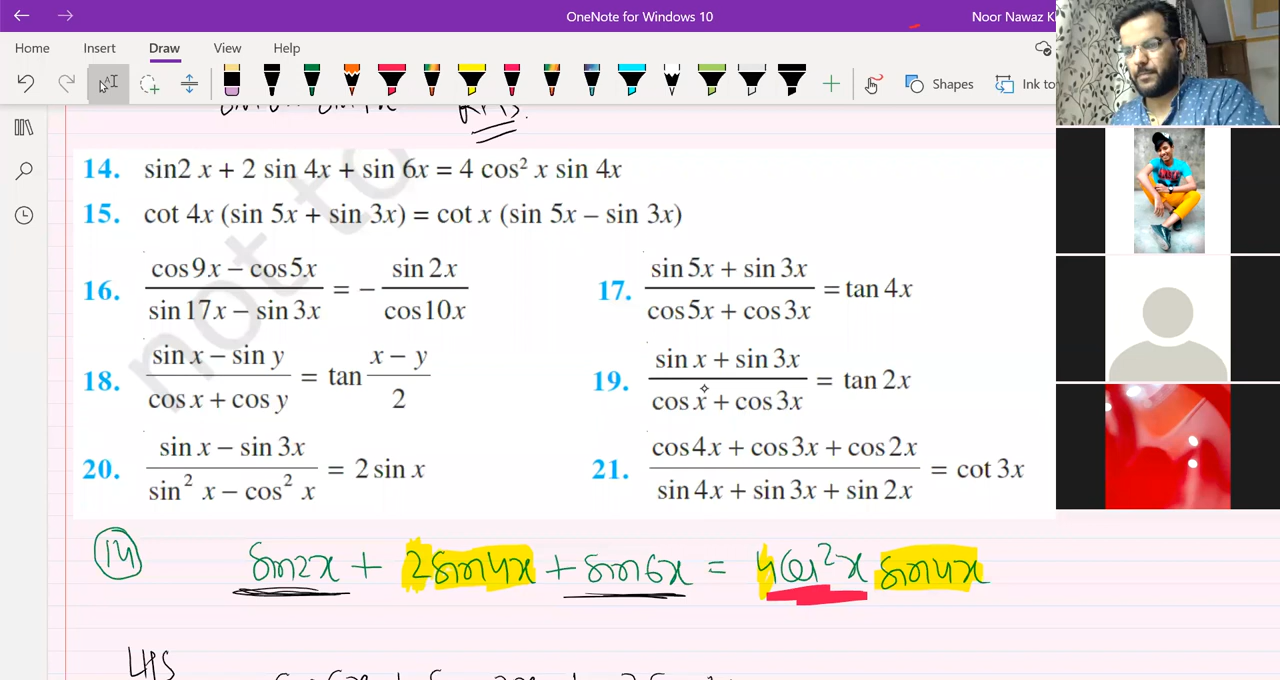 OneNote for Windows 10
Noor Nawaz K
Home Insert Draw View Help
Shapes
Ink to
14. sin2 x + 2 sin 4x + sin 6x = 4 cos² x sin 4x
15. cot 4x (sin 5x + sin 3x) = cot x (sin 5x – sin 3x)
16. (cos 9x – cos 5x)/(sin 17x – sin 3x) = – (sin 2x)/(cos 10x)
17. (sin 5x + sin 3x)/(cos 5x + cos 3x) = tan 4x
18. (sin x – sin y)/(cos x + cos y) = tan (x – y)/2
19. (sin x + sin 3x)/(cos x + cos 3x) = tan 2x
20. (sin x – sin 3x)/(sin² x – cos² x) = 2 sin x
21. (cos 4x + cos 3x + cos 2x)/(sin 4x + sin 3x + sin 2x) = cot 3x
not to
14 sin2x + 2sin4x + sin6x = 4cos²x sin4x
LHS